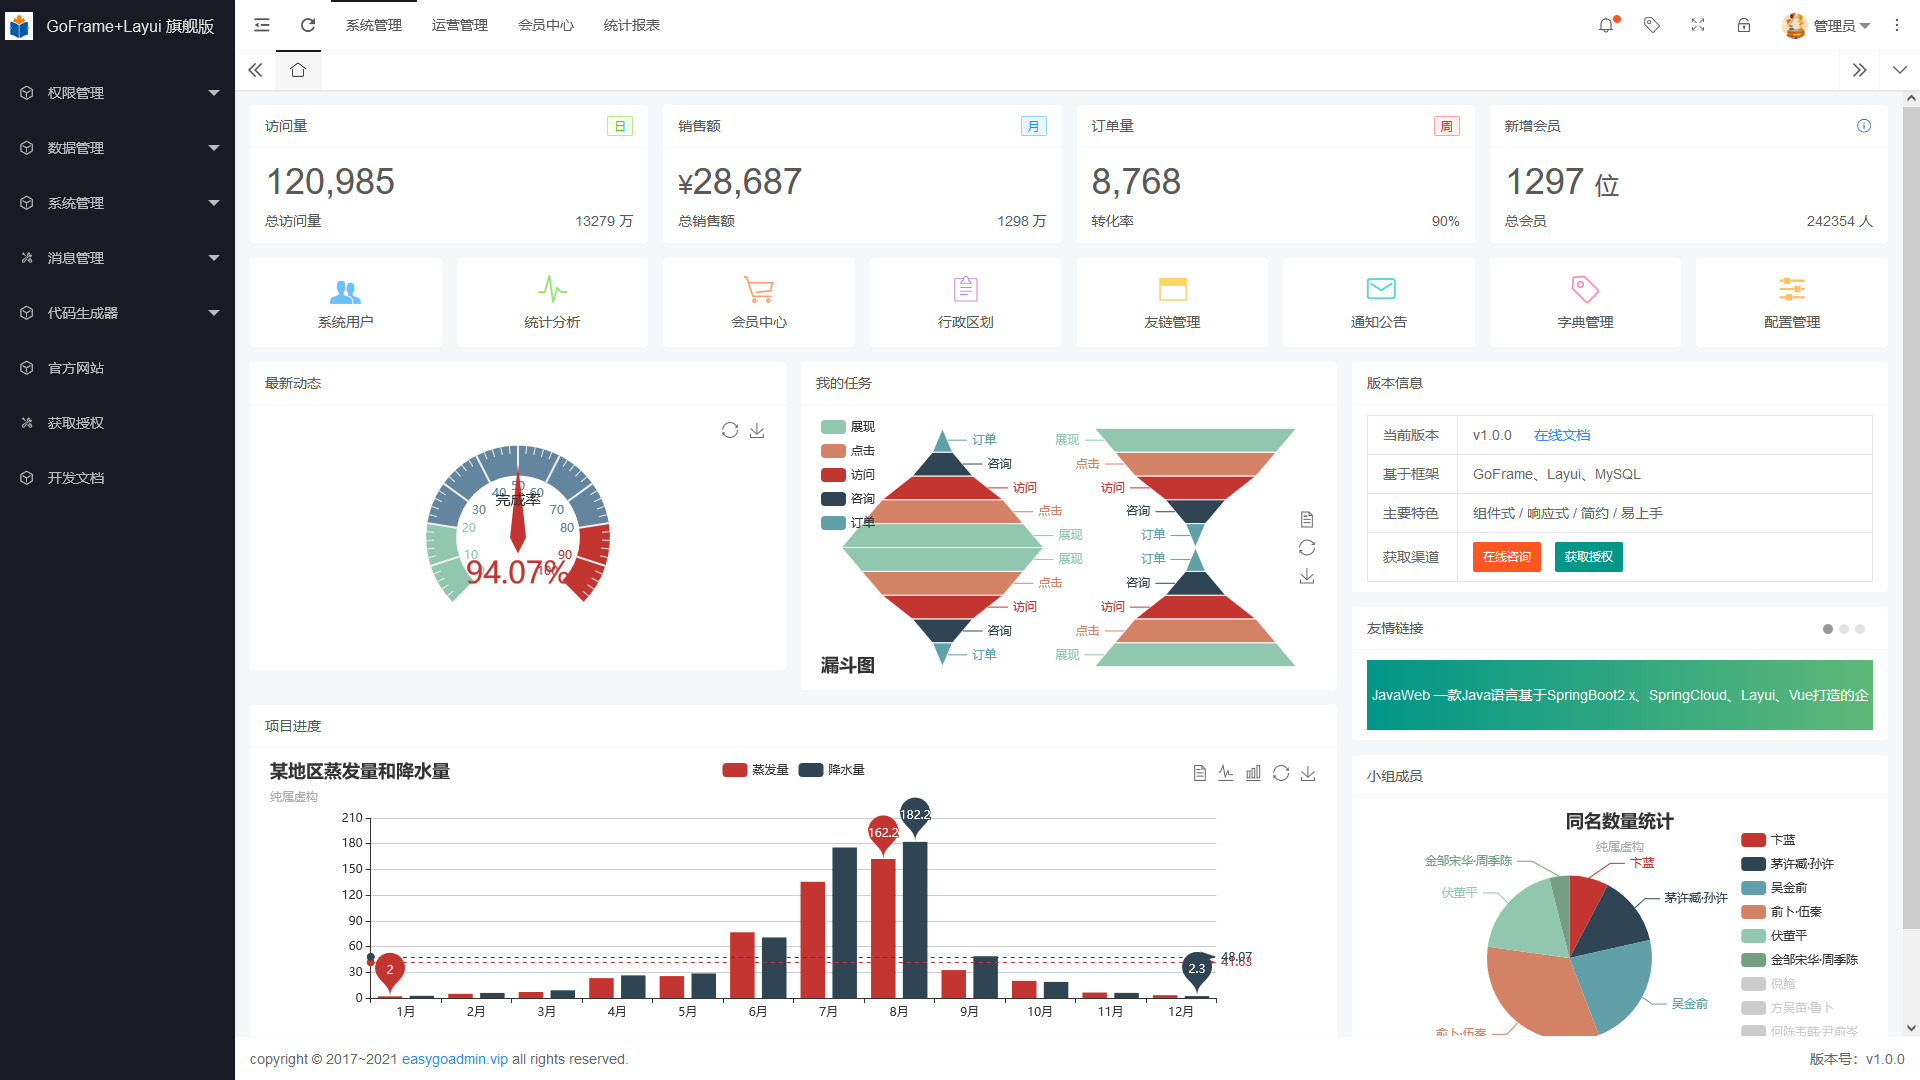 GoFrame+Layui 旗舰版
系统管理 运营管理 会员中心 统计报表
管理员
权限管理
数据管理
系统管理
消息管理
代码生成器
官方网站
获取授权
开发文档
访问量 日
120,985
总访问量 13279 万
销售额 月
¥28,687
总销售额 1298 万
订单量 周
8,768
转化率 90%
新增会员
1297 位
总会员 242354 人
系统用户
统计分析
会员中心
行政区划
友链管理
通知公告
字典管理
配置管理
最新动态
10 20 30 40 50 60 70 80 90 100
完成率
94.07%
我的任务
展现
点击
访问
咨询
订单
订单
咨询
访问
点击
展现
展现
点击
访问
咨询
订单
展现
点击
访问
咨询
订单
订单
咨询
访问
点击
展现
漏斗图
版本信息
当前版本 v1.0.0 在线文档
基于框架 GoFrame、Layui、MySQL
主要特色 组件式 / 响应式 / 简约 / 易上手
获取渠道 在线咨询 获取授权
友情链接
JavaWeb 一款Java语言基于SpringBoot2.x、SpringCloud、Layui、Vue打造的企
项目进度
某地区蒸发量和降水量
纯属虚构
蒸发量 降水量
210
180
150
120
90
60
30
0
2
162.2
182.2
2.3
48.07
41.63
1月 2月 3月 4月 5月 6月 7月 8月 9月 10月 11月 12月
小组成员
同名数量统计
纯属虚构
卞蓝
茅许臧·孙许
吴金俞
俞卜·伍秦
伏董平
金邹宋华·周季陈
卞蓝
茅许臧·孙许
吴金俞
俞卜·伍秦
伏董平
金邹宋华·周季陈
倪鲍
方吴苗·鲁卜
何陈韦韩·尹俞岑
copyright © 2017~2021 easygoadmin.vip all rights reserved.
版本号：v1.0.0